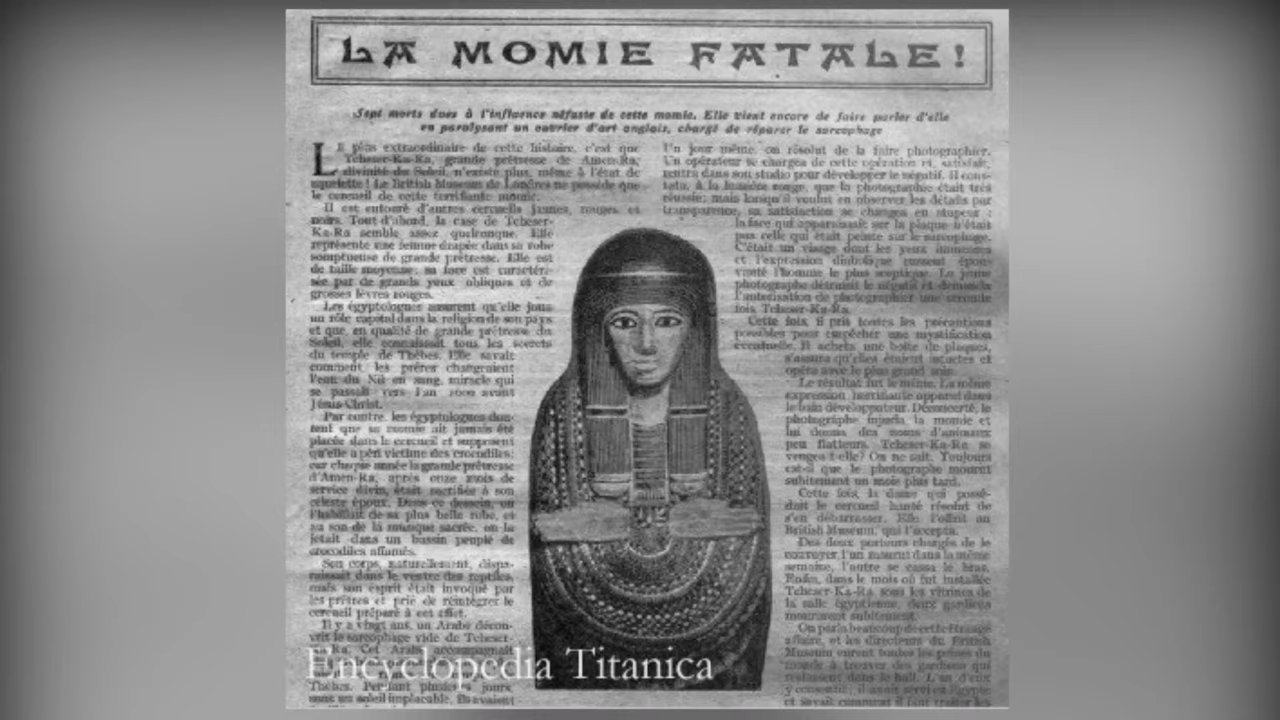 LA MOMIE FATALE!
Sept morts dues à l'influence néfaste de cette momie. Elle vient encore de faire parler d'elle
en paralysant un ouvrier d'art anglais, chargé de réparer le sarcophage
LE plus extraordinaire de cette histoire, c'est que
Tcheser-Ka-Ra, grande prêtresse de Amen-Ra,
divinité du Soleil, n'existe plus, même à l'état de
squelette! Le British Museum de Londres ne possède que
le cercueil de cette terrifiante momie.
Il est entouré d'autres cercueils jaunes, rouges et
noirs. Tout d'abord, la case de Tcheser-
Ka-Ra semble assez quelconque. Elle
représente une femme drapée dans sa robe
somptueuse de grande prêtresse. Elle est
de taille moyenne; sa face est caractéri-
sée par de grands yeux obliques et de
grosses lèvres rouges.
Les égyptologues assurent qu'elle joua
un rôle capital dans la religion de son pays
et que, en qualité de grande prêtresse du
Soleil, elle connaissait tous les secrets
du temple de Thèbes. Elle savait
comment les prêtres changeaient
l'eau du Nil en sang, miracle qui
se passait vers l'an 2000 avant
Jésus-Christ.
Par contre, les égyptologues dou-
tent que sa momie ait jamais été
placée dans le cercueil et supposent
qu'elle a péri victime des crocodiles;
car chaque année la grande prêtresse
d'Amen-Ra, après onze mois de
service divin, était sacrifiée à son
céleste époux. Dans ce dessein, on
l'habillait de sa plus belle robe, et
au son de la musique sacrée, on la
jetait dans un bassin peuplé de
crocodiles affamés.
Son corps, naturellement, dispa-
raissait dans le ventre des reptiles,
mais son esprit était invoqué par
les prêtres et prié de réintégrer le
cercueil préparé à cet effet.
Il y a vingt ans, un Arabe décou-
vrit le sarcophage vide de Tcheser-
Ka-Ra. Cet Arabe accompagnait
Thèbes. Pendant plusieurs jours,
sous un soleil implacable, ils avaient
Un jour même, on résolut de la faire photographier.
Un opérateur se chargea de cette opération et, satisfait,
rentra dans son studio pour développer le négatif. Il cons-
tata, à la lumière rouge, que la photographie était très
réussie; mais lorsqu'il voulut en observer les détails par
transparence, sa satisfaction se changea en stupeur :
la face qui apparaissait sur la plaque n'était
pas celle qui était peinte sur le sarcophage.
C'était un visage dont les yeux immenses
et l'expression diabolique eussent épou-
vanté l'homme le plus sceptique. Le jeune
photographe détruisit le négatif et demanda
l'autorisation de photographier une seconde
fois Tcheser-Ka-Ra.
Cette fois, il prit toutes les précautions
possibles pour empêcher une mystification
éventuelle. Il acheta une boîte de plaques,
s'assura qu'elles étaient intactes et
opéra avec le plus grand soin.
Le résultat fut le même. La même
expression terrifiante apparut dans
le bain développateur. Déconcerté, le
photographe injuria la momie et
lui donna des noms d'animaux
peu flatteurs. Tcheser-Ka-Ra se
vengea-t-elle? On ne sait. Toujours
est-il que le photographe mourut
subitement un mois plus tard.
Cette fois, la dame qui possé-
dait le cercueil hanté résolut de
s'en débarrasser. Elle l'offrit au
British Museum, qui l'accepta.
Des deux porteurs chargés de le
convoyer l'un mourut dans la même
semaine, l'autre se cassa le bras.
Enfin, dans le mois où fut installée
Tcheser-Ka-Ra sous les vitrines de
la salle égyptienne, deux gardiens
moururent subitement.
On parla beaucoup de cette étrange
affaire, et les directeurs du British
Museum eurent toutes les peines du
monde à trouver des gardiens qui
restassent dans le hall. L'un d'eux
y consentit; il avait servi en Égypte
et savait comment il faut traiter les
Encyclopedia Titanica